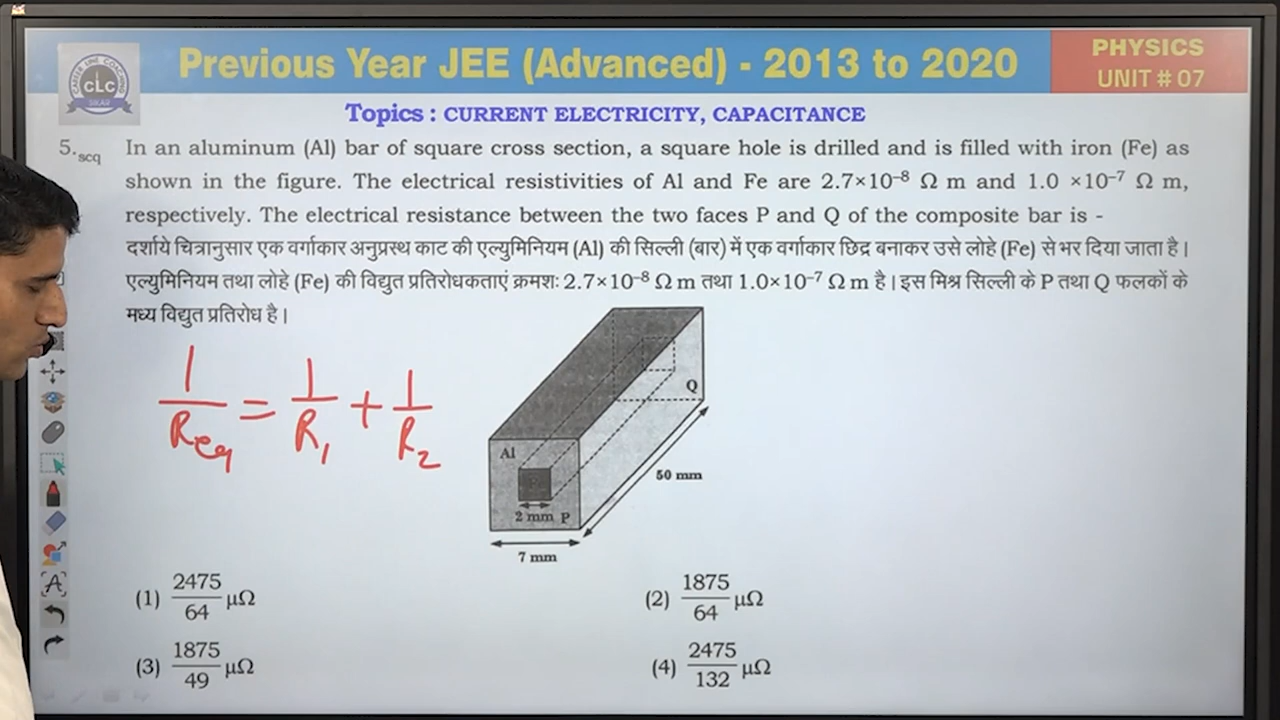 Previous Year JEE (Advanced) - 2013 to 2020
PHYSICS
UNIT # 07
CLC
Topics : CURRENT ELECTRICITY, CAPACITANCE
5.scq In an aluminum (Al) bar of square cross section, a square hole is drilled and is filled with iron (Fe) as
shown in the figure. The electrical resistivities of Al and Fe are 2.7×10⁻⁸ Ω m and 1.0 ×10⁻⁷ Ω m,
respectively. The electrical resistance between the two faces P and Q of the composite bar is -
दर्शाये चित्रानुसार एक वर्गाकार अनुप्रस्थ काट की एल्युमिनियम (Al) की सिल्ली (बार) में एक वर्गाकार छिद्र बनाकर उसे लोहे (Fe) से भर दिया जाता है।
एल्युमिनियम तथा लोहे (Fe) की विद्युत प्रतिरोधकताएं क्रमशः 2.7×10⁻⁸ Ω m तथा 1.0×10⁻⁷ Ω m है। इस मिश्र सिल्ली के P तथा Q फलकों के
मध्य विद्युत प्रतिरोध है।
1/Req = 1/R₁ + 1/R₂
Q
Al
50 mm
2 mm P
7 mm
(1) 2475/64 μΩ
(2) 1875/64 μΩ
(3) 1875/49 μΩ
(4) 2475/132 μΩ